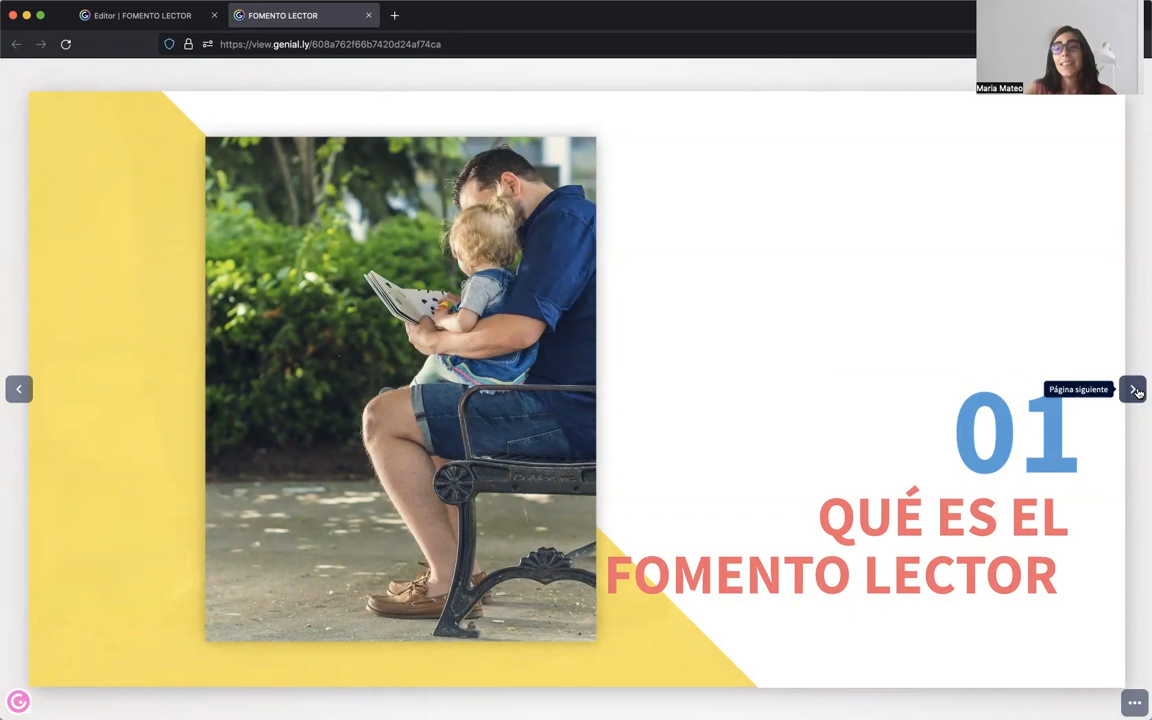 Editor | FOMENTO LECTOR
FOMENTO LECTOR
https://view.genial.ly/608a762f66b7420d24af74ca
Maria Mateo
Página siguiente
01
QUÉ ES EL
FOMENTO LECTOR